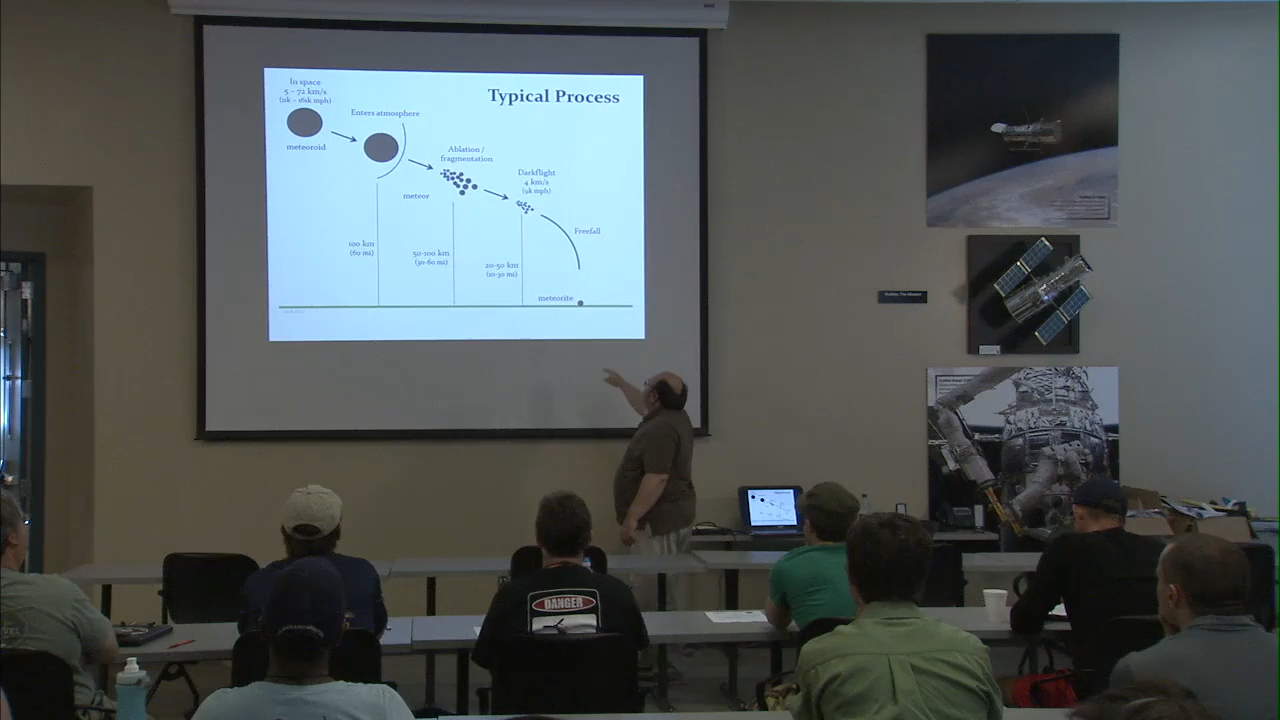 Typical Process
In space
5 – 72 km/s
(11k – 161k mph)
meteoroid
Enters atmosphere
meteor
Ablation /
fragmentation
Darkflight
4 km/s
(9k mph)
Freefall
100 km
(60 mi)
50-100 km
(30-60 mi)
20-50 km
(10-30 mi)
meteorite
DANGER